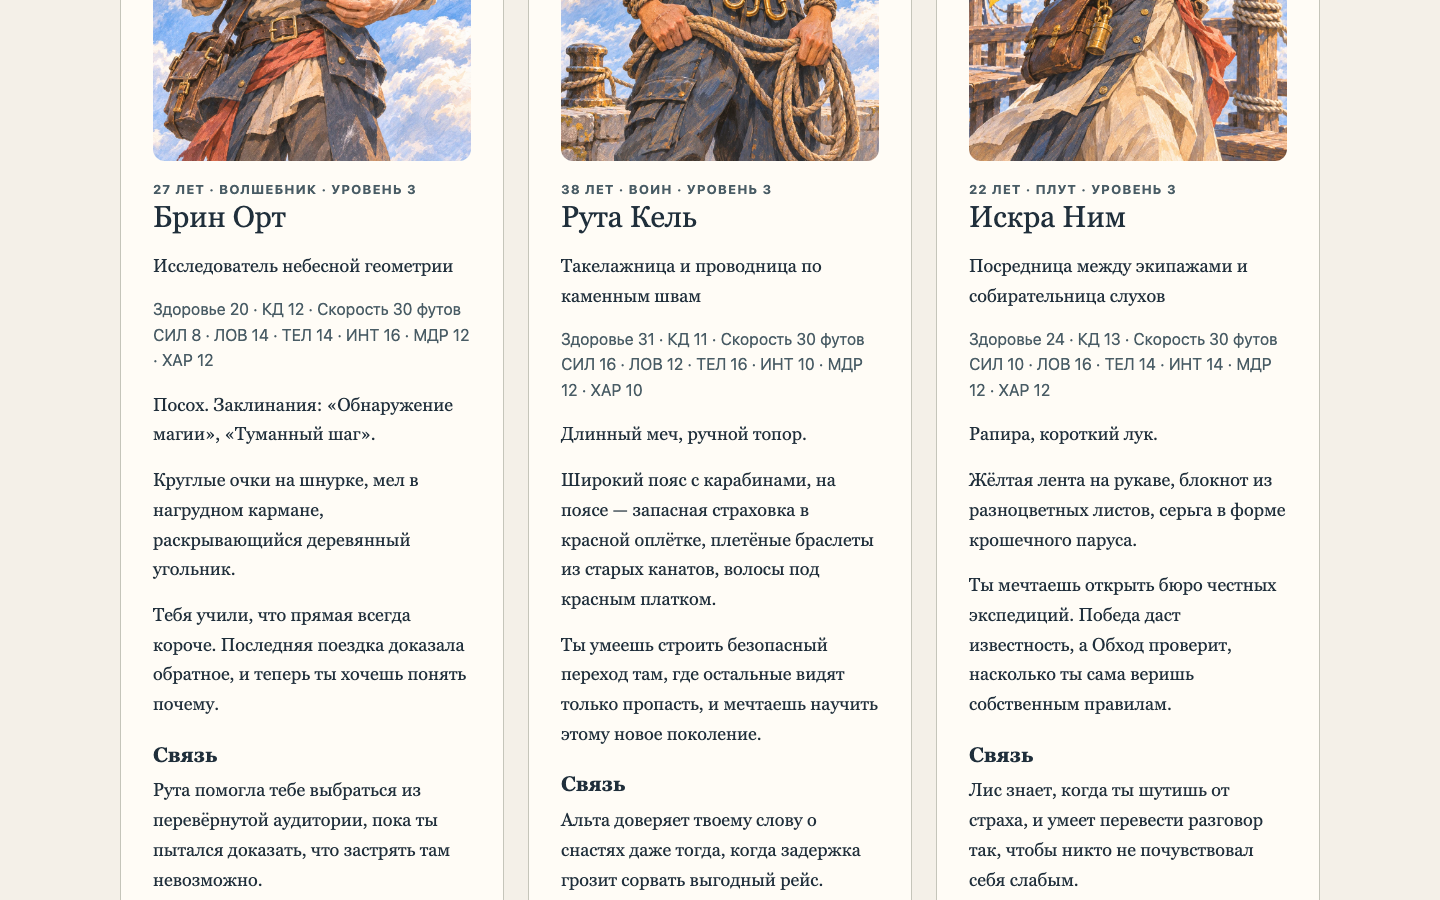 27 ЛЕТ · ВОЛШЕБНИК · УРОВЕНЬ 3
Брин Орт
Исследователь небесной геометрии
Здоровье 20 · КД 12 · Скорость 30 футов
СИЛ 8 · ЛОВ 14 · ТЕЛ 14 · ИНТ 16 · МДР 12
· ХАР 12
Посох. Заклинания: «Обнаружение
магии», «Туманный шаг».
Круглые очки на шнурке, мел в
нагрудном кармане,
раскрывающийся деревянный
угольник.
Тебя учили, что прямая всегда
короче. Последняя поездка доказала
обратное, и теперь ты хочешь понять
почему.
Связь
Рута помогла тебе выбраться из
перевёрнутой аудитории, пока ты
пытался доказать, что застрять там
невозможно.
38 ЛЕТ · ВОИН · УРОВЕНЬ 3
Рута Кель
Такелажница и проводница по
каменным швам
Здоровье 31 · КД 11 · Скорость 30 футов
СИЛ 16 · ЛОВ 12 · ТЕЛ 16 · ИНТ 10 · МДР
12 · ХАР 10
Длинный меч, ручной топор.
Широкий пояс с карабинами, на
поясе — запасная страховка в
красной оплётке, плетёные браслеты
из старых канатов, волосы под
красным платком.
Ты умеешь строить безопасный
переход там, где остальные видят
только пропасть, и мечтаешь научить
этому новое поколение.
Связь
Альта доверяет твоему слову о
снастях даже тогда, когда задержка
грозит сорвать выгодный рейс.
22 ЛЕТ · ПЛУТ · УРОВЕНЬ 3
Искра Ним
Посредница между экипажами и
собирательница слухов
Здоровье 24 · КД 13 · Скорость 30 футов
СИЛ 10 · ЛОВ 16 · ТЕЛ 14 · ИНТ 14 · МДР
12 · ХАР 12
Рапира, короткий лук.
Жёлтая лента на рукаве, блокнот из
разноцветных листов, серьга в форме
крошечного паруса.
Ты мечтаешь открыть бюро честных
экспедиций. Победа даст
известность, а Обход проверит,
насколько ты сама веришь
собственным правилам.
Связь
Лис знает, когда ты шутишь от
страха, и умеет перевести разговор
так, чтобы никто не почувствовал
себя слабым.